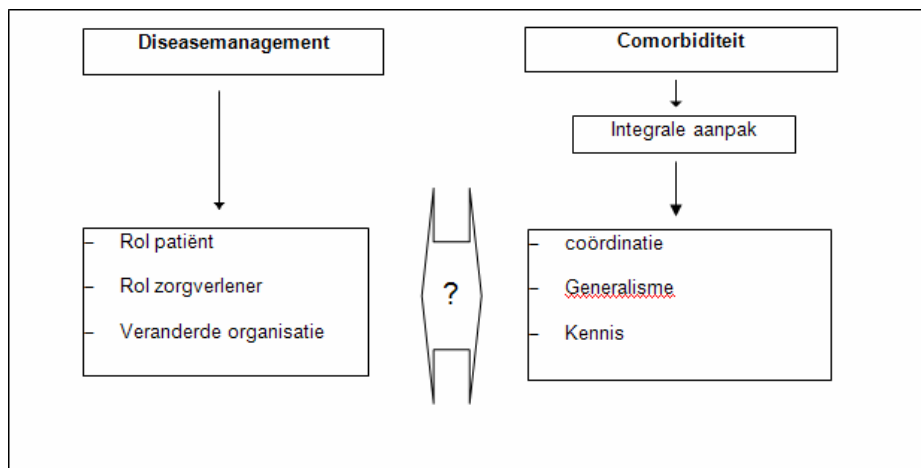 Diseasemanagement
Comorbiditeit
Integrale aanpak
– Rol patiënt
– Rol zorgverlener
– Veranderde organisatie
?
– coördinatie
– Generalisme
– Kennis